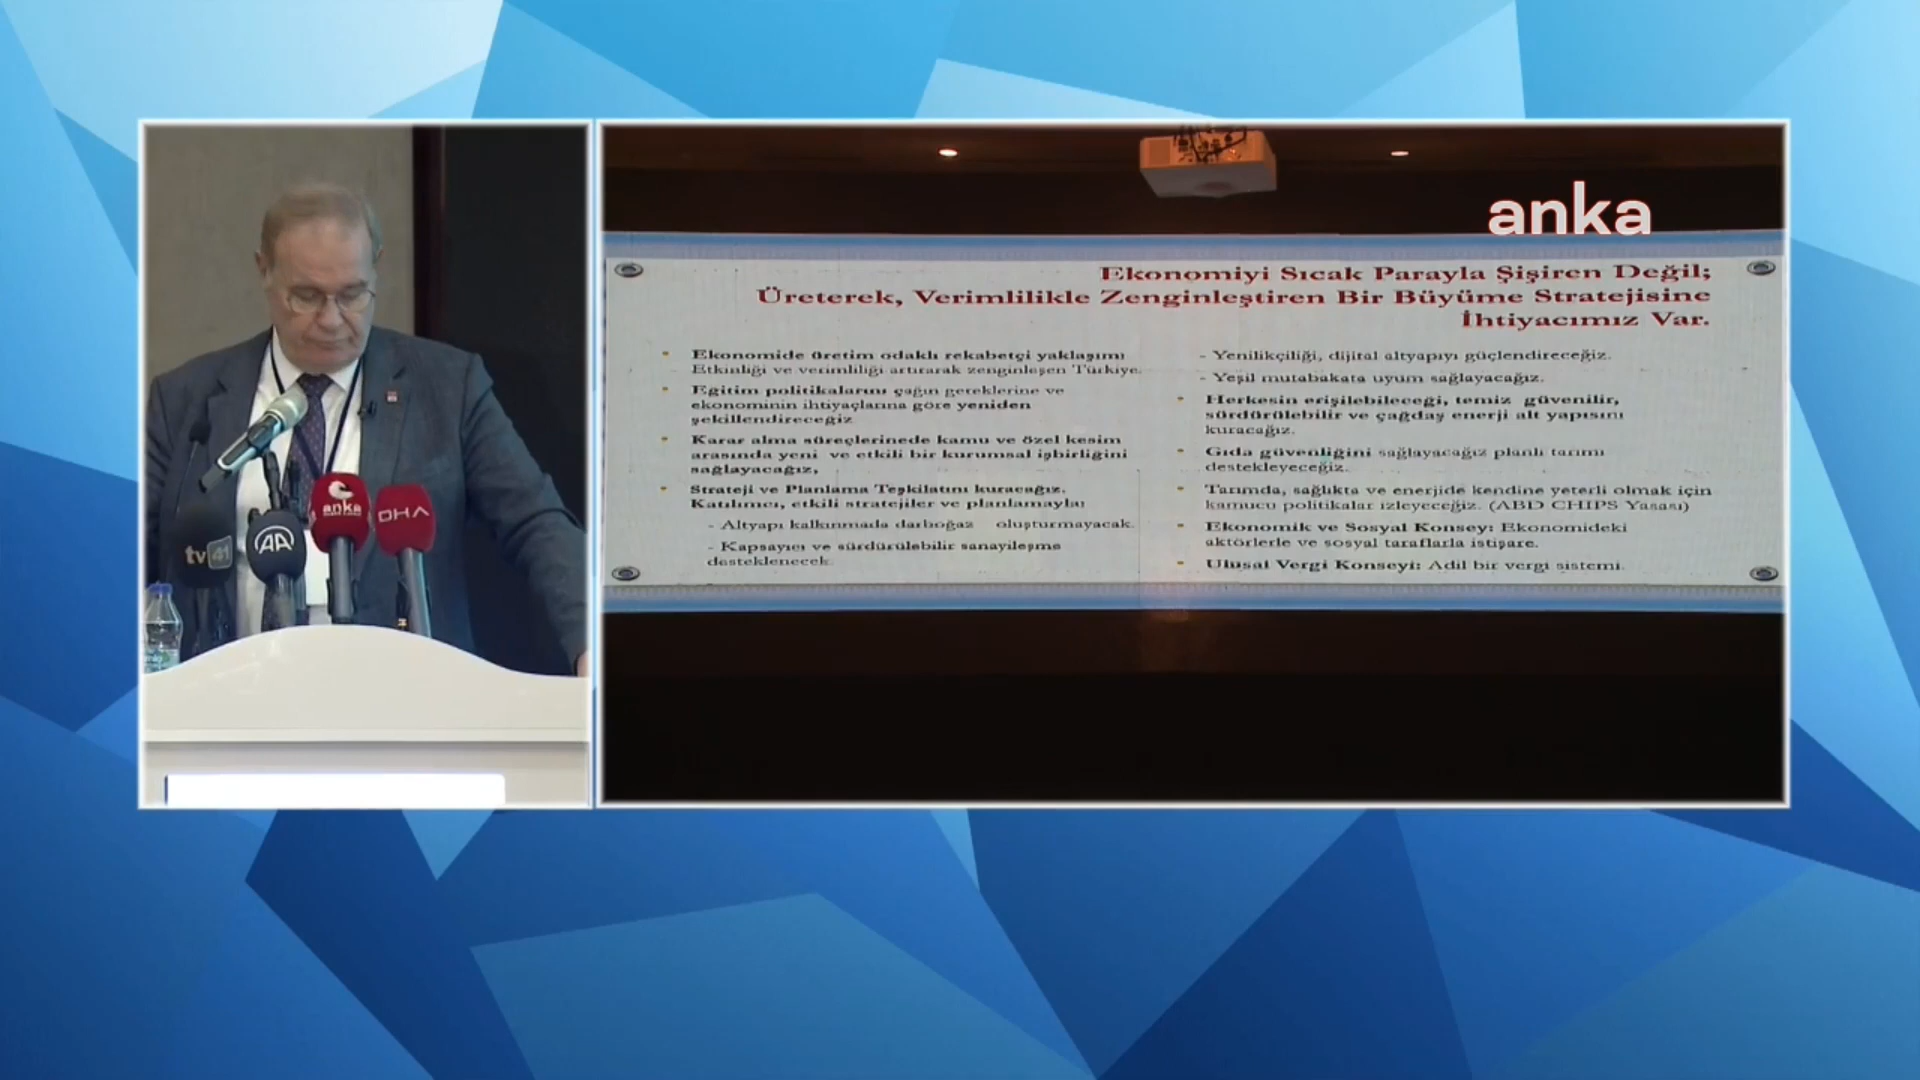 anka
Ekonomiyi Sıcak Parayla Şişiren Değil;
Üreterek, Verimlilikle Zenginleştiren Bir Büyüme Stratejisine
İhtiyacımız Var.
• Ekonomide üretim odaklı rekabetçi yaklaşımı
Etkinliği ve verimliliği artırarak zenginleşen Türkiye.
• Eğitim politikalarını çağın gereklerine ve
ekonominin ihtiyaçlarına göre yeniden
şekillendireceğiz
• Karar alma süreçlerinede kamu ve özel kesim
arasında yeni ve etkili bir kurumsal işbirliğini
sağlayacağız,
• Strateji ve Planlama Teşkilatını kuracağız.
Katılımcı, etkili stratejiler ve planlamayla;
- Altyapı kalkınmada darboğaz oluşturmayacak.
- Kapsayıcı ve sürdürülebilir sanayileşme
desteklenecek.
- Yenilikçiliği, dijital altyapıyı güçlendireceğiz.
- Yeşil mutabakata uyum sağlayacağız.
• Herkesin erişilebileceği, temiz güvenilir,
sürdürülebilir ve çağdaş enerji alt yapısını
kuracağız.
• Gıda güvenliğini sağlayacağız planlı tarımı
destekleyeceğiz.
• Tarımda, sağlıkta ve enerjide kendine yeterli olmak için
kamucu politikalar izleyeceğiz. (ABD CHIPS Yasası)
• Ekonomik ve Sosyal Konsey: Ekonomideki
aktörlerle ve sosyal taraflarla istişare.
• Ulusal Vergi Konseyi: Adil bir vergi sistemi.
tv41
AA
anka
DHA